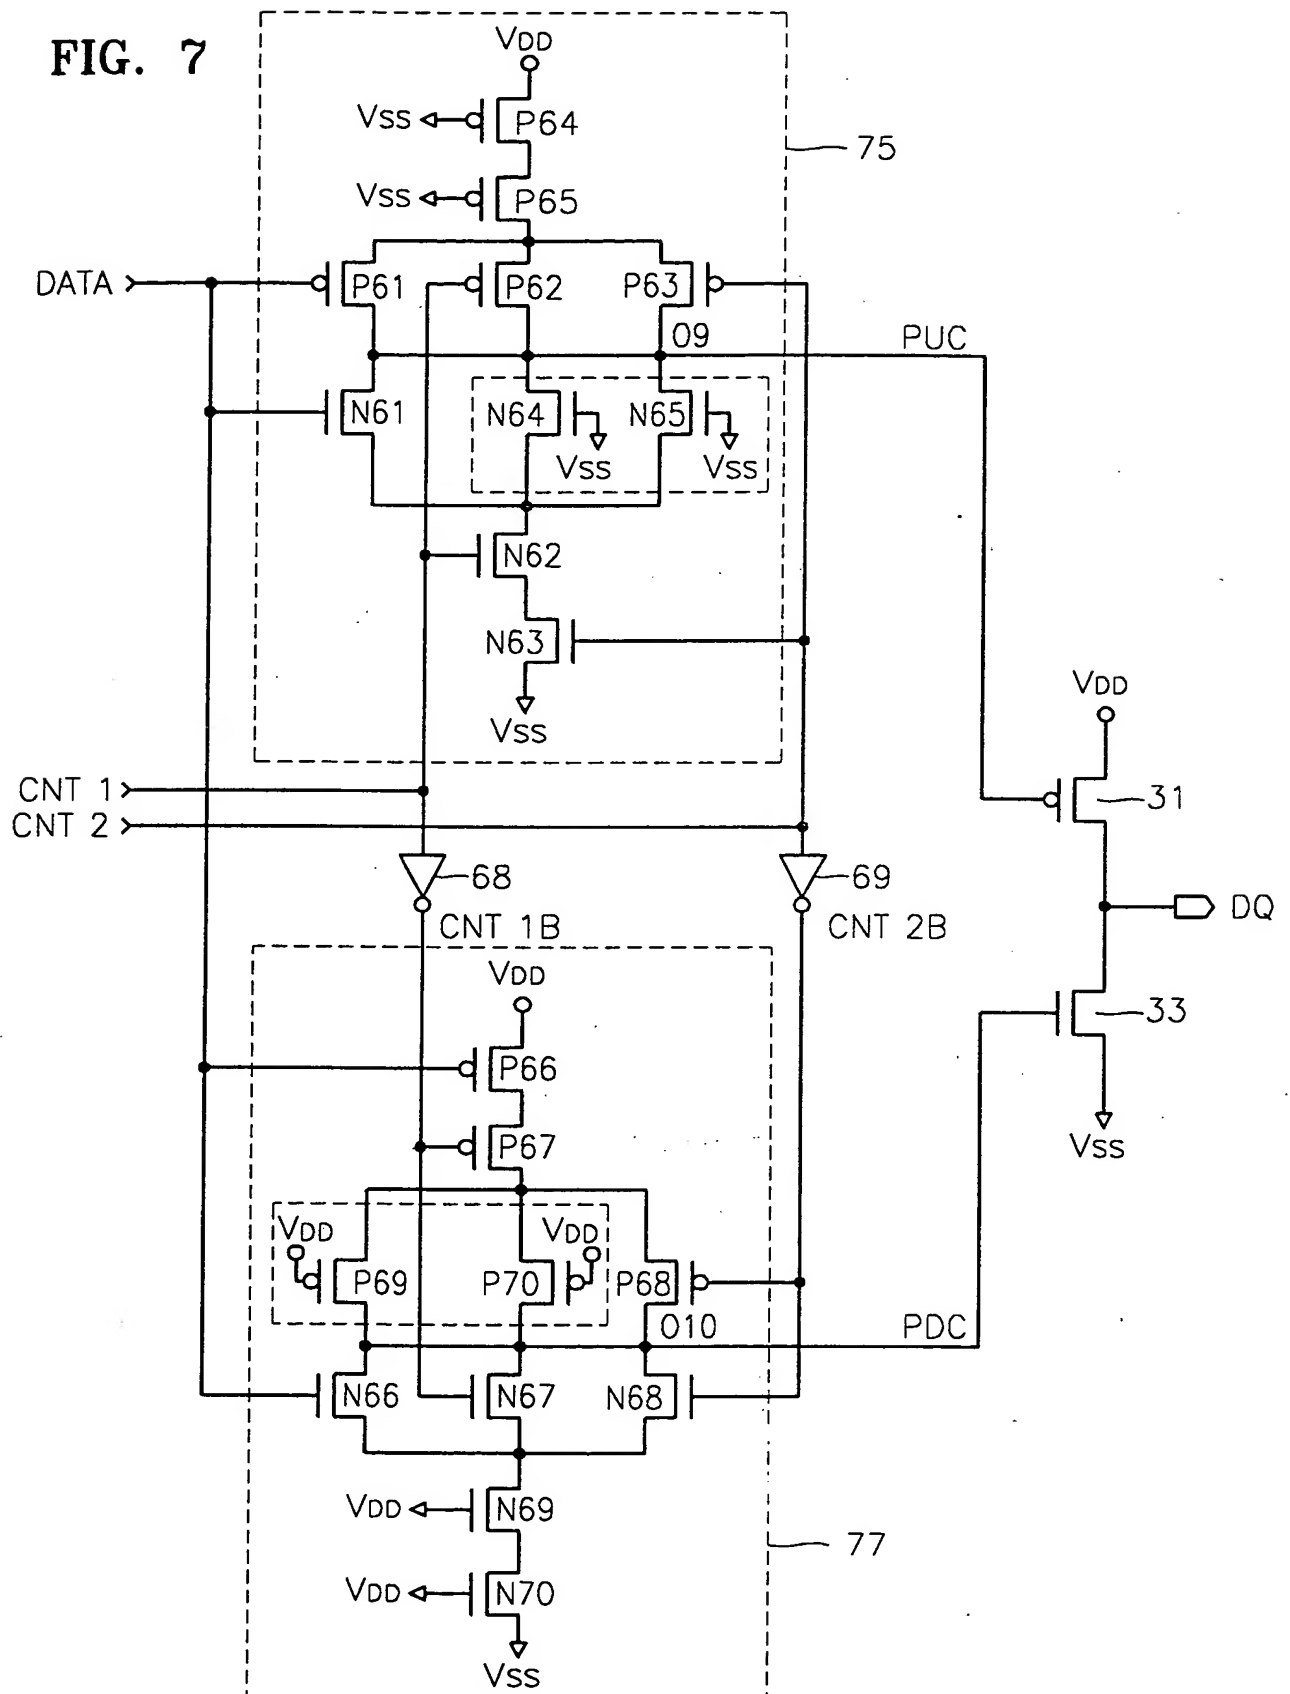 FIG. 7
VDD
VSS P64
75
VSS P65
DATA P61 P62 P63
O9 PUC
N61 N64 N65
VSS VSS
N62
N63
VSS
VDD
CNT 1
31
CNT 2
68 69
DQ
CNT 1B CNT 2B
VDD
33
P66
VSS
P67
VDD VDD
P69 P70 P68
O10 PDC
N66 N67 N68
VDD N69
77
VDD N70
VSS